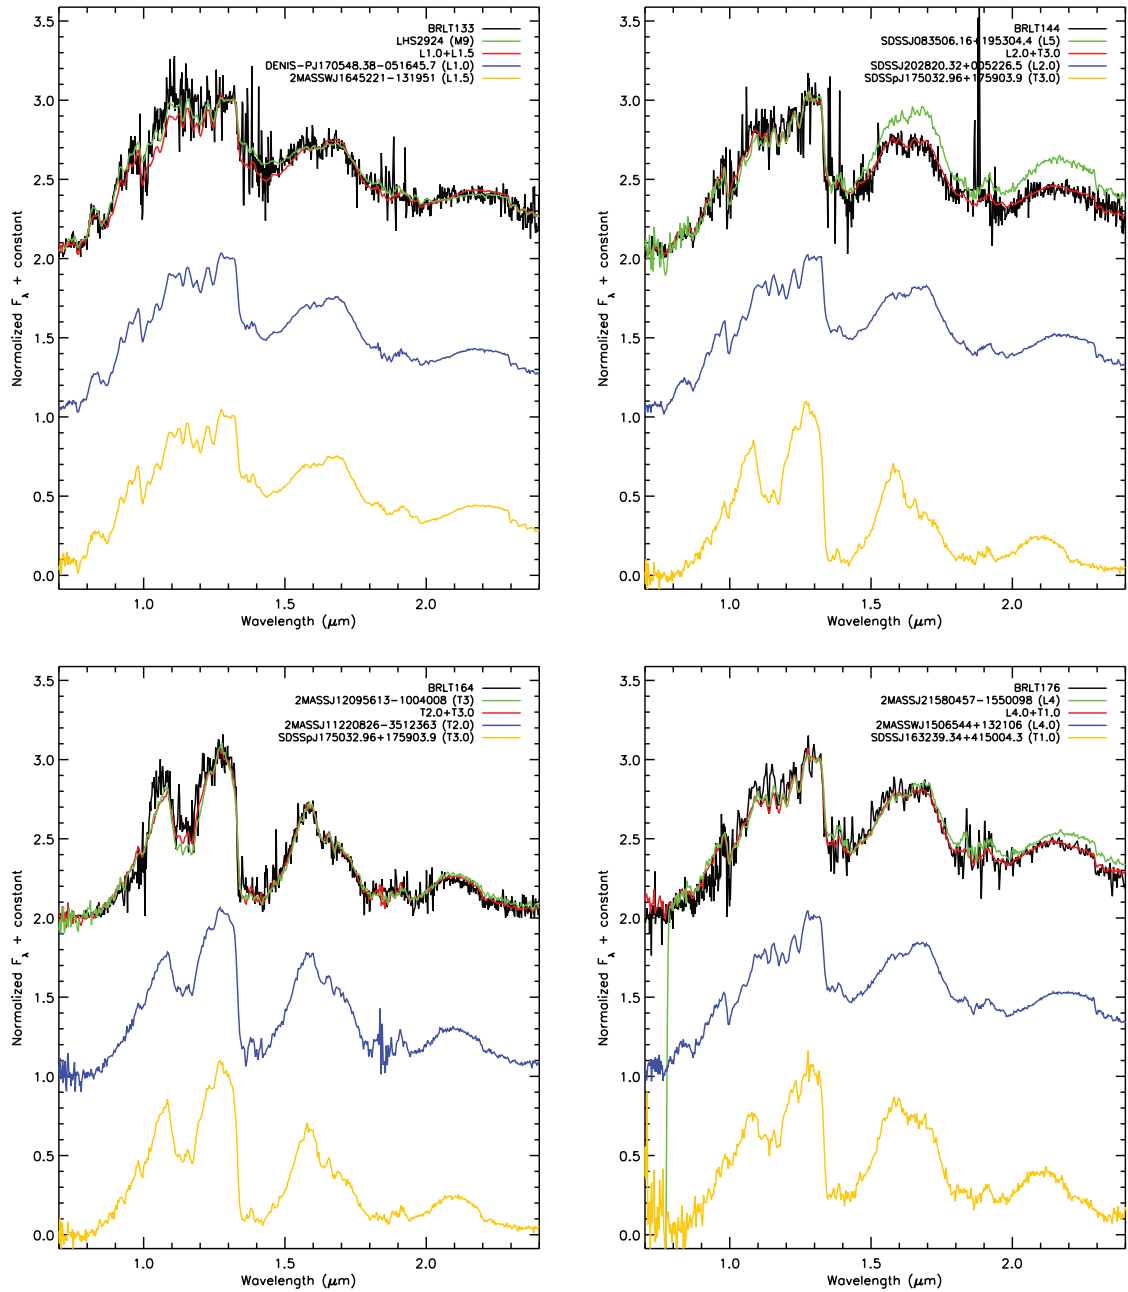 3.5
3.0
2.5
2.0
1.5
1.0
0.5
0.0
Normalized Fλ + constant
BRLT133
LHS2924 (M9)
L1.0+L1.5
DENIS-PJ170548.38-051645.7 (L1.0)
2MASSWJ1645221-131951 (L1.5)
1.0 1.5 2.0
Wavelength (μm)
3.5
3.0
2.5
2.0
1.5
1.0
0.5
0.0
Normalized Fλ + constant
BRLT144
SDSSJ083506.16+195304.4 (L5)
L2.0+T3.0
SDSSJ202820.32+005226.5 (L2.0)
SDSSpJ175032.96+175903.9 (T3.0)
1.0 1.5 2.0
Wavelength (μm)
3.5
3.0
2.5
2.0
1.5
1.0
0.5
0.0
Normalized Fλ + constant
BRLT164
2MASSJ12095613-1004008 (T3)
T2.0+T3.0
2MASSJ11220826-3512363 (T2.0)
SDSSpJ175032.96+175903.9 (T3.0)
1.0 1.5 2.0
Wavelength (μm)
3.5
3.0
2.5
2.0
1.5
1.0
0.5
0.0
Normalized Fλ + constant
BRLT176
2MASSJ21580457-1550098 (L4)
L4.0+T1.0
2MASSWJ1506544+132106 (L4.0)
SDSSJ163239.34+415004.3 (T1.0)
1.0 1.5 2.0
Wavelength (μm)